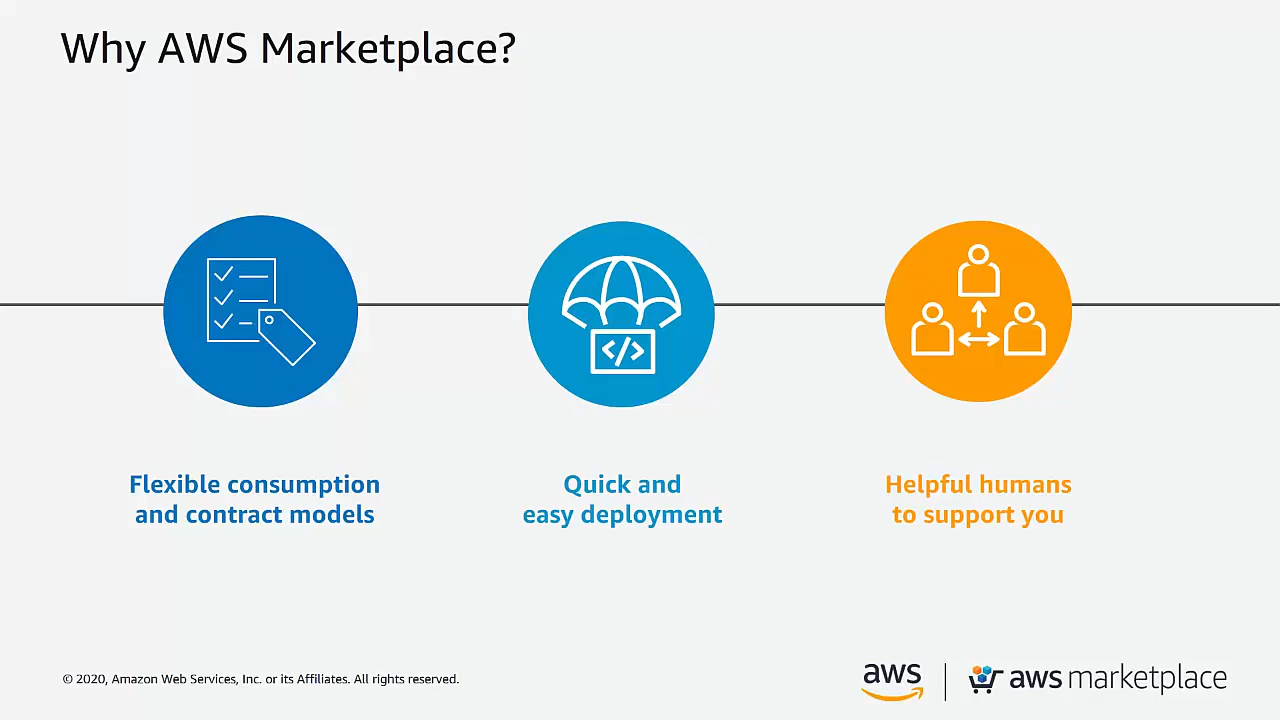 Why AWS Marketplace?
</>
Flexible consumption
and contract models
Quick and
easy deployment
Helpful humans
to support you
© 2020, Amazon Web Services, Inc. or its Affiliates. All rights reserved.
aws
aws marketplace